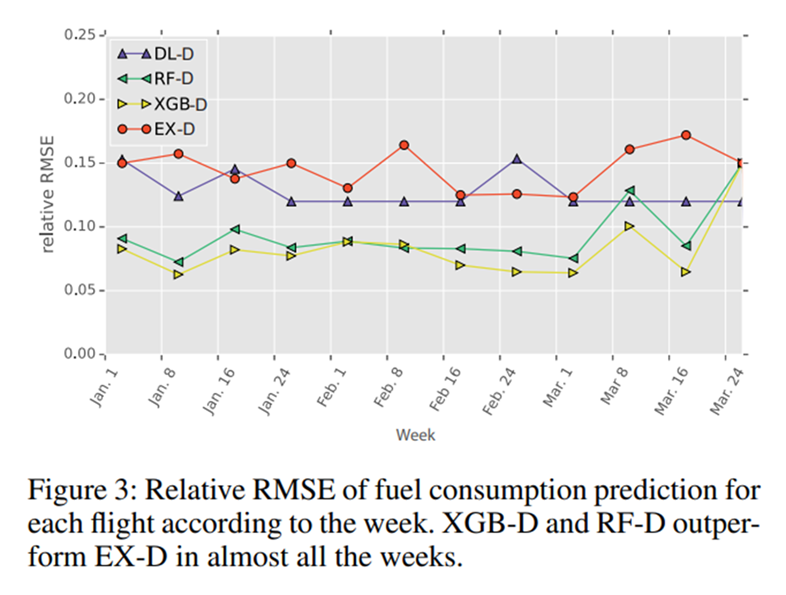 0.25
0.20
0.15
0.10
0.05
0.00
relative RMSE
DL-D
RF-D
XGB-D
EX-D
Jan. 1
Jan. 8
Jan. 16
Jan. 24
Feb. 1
Feb. 8
Feb 16
Feb. 24
Mar. 1
Mar 8
Mar. 16
Mar. 24
Week
Figure 3: Relative RMSE of fuel consumption prediction for
each flight according to the week. XGB-D and RF-D outper-
form EX-D in almost all the weeks.